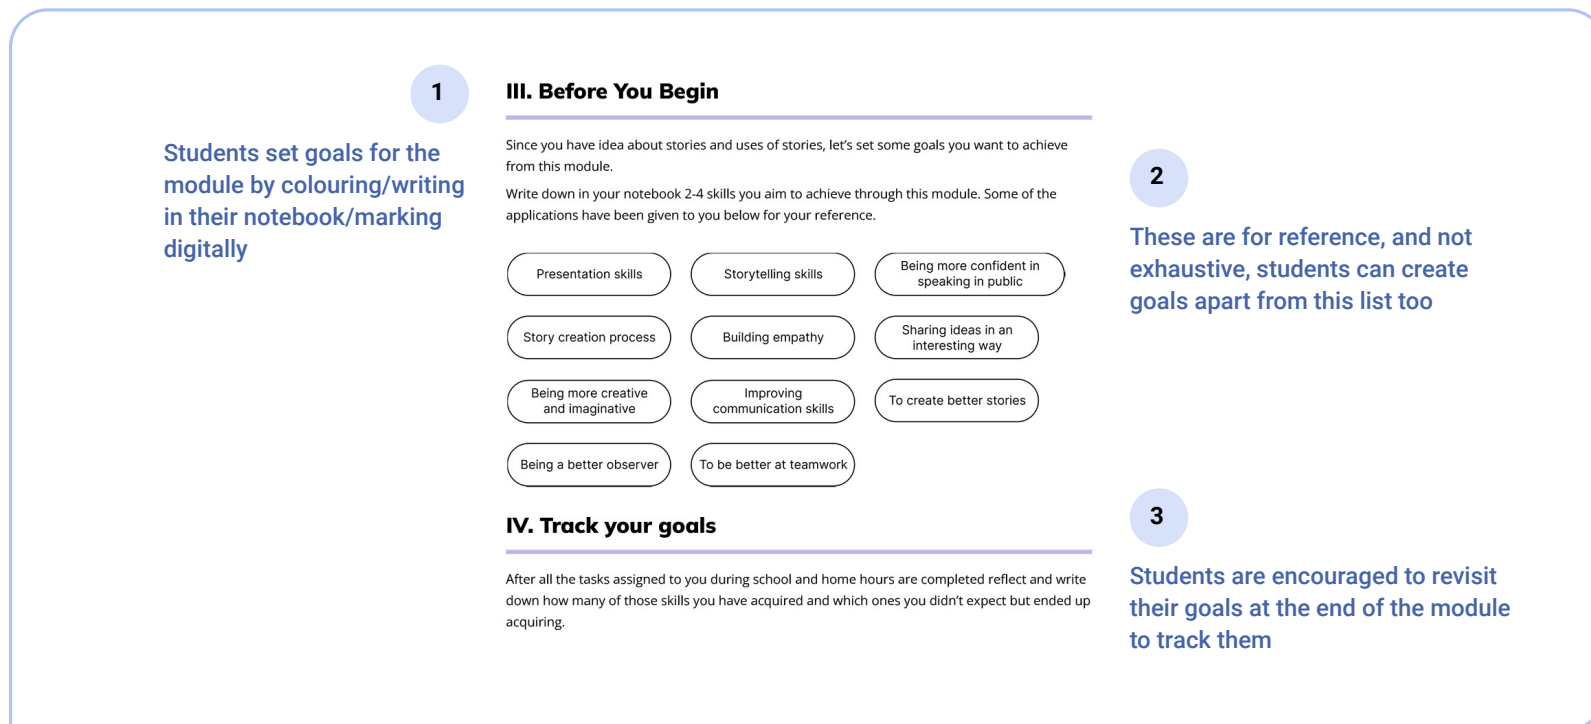 1
Students set goals for the
module by colouring/writing
in their notebook/marking
digitally
III. Before You Begin
Since you have idea about stories and uses of stories, let's set some goals you want to achieve
from this module.
Write down in your notebook 2-4 skills you aim to achieve through this module. Some of the
applications have been given to you below for your reference.
Presentation skills
Storytelling skills
Being more confident in
speaking in public
Story creation process
Building empathy
Sharing ideas in an
interesting way
Being more creative
and imaginative
Improving
communication skills
To create better stories
Being a better observer
To be better at teamwork
2
These are for reference, and not
exhaustive, students can create
goals apart from this list too
IV. Track your goals
After all the tasks assigned to you during school and home hours are completed reflect and write
down how many of those skills you have acquired and which ones you didn't expect but ended up
acquiring.
3
Students are encouraged to revisit
their goals at the end of the module
to track them